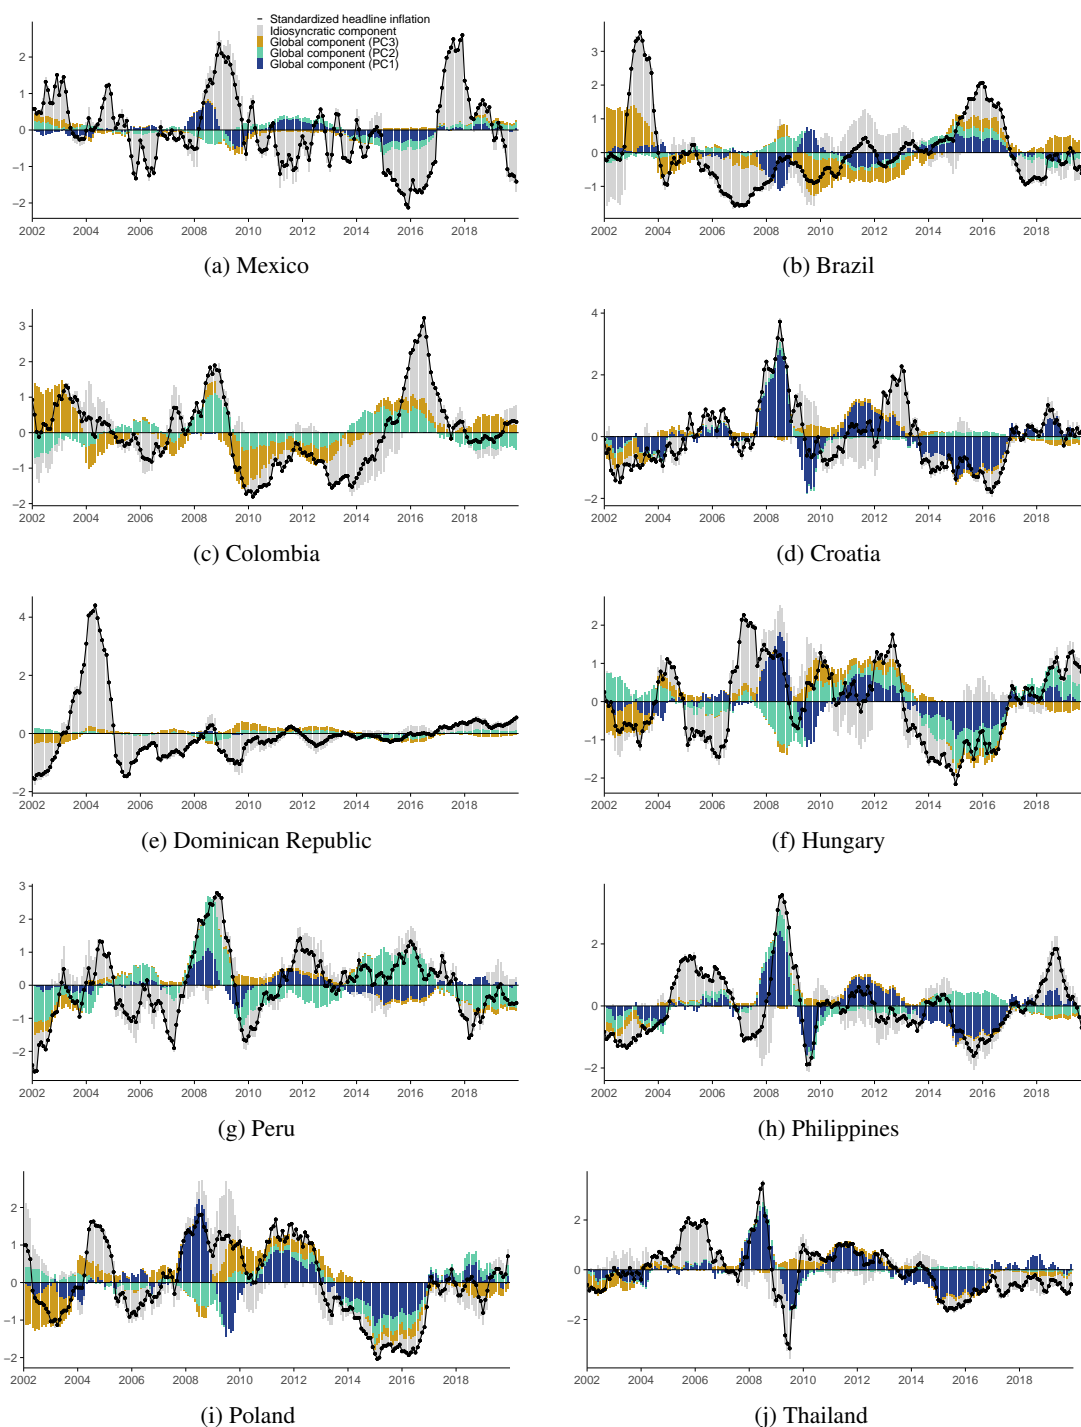 Standardized headline inflation
Idiosyncratic component
Global component (PC3)
Global component (PC2)
Global component (PC1)
2
1
0
−1
−2
2002 2004 2006 2008 2010 2012 2014 2016 2018
(a) Mexico
3
2
1
0
−1
2002 2004 2006 2008 2010 2012 2014 2016 2018
(b) Brazil
3
2
1
0
−1
−2
2002 2004 2006 2008 2010 2012 2014 2016 2018
(c) Colombia
4
2
0
−2
2002 2004 2006 2008 2010 2012 2014 2016 2018
(d) Croatia
4
2
0
−2
2002 2004 2006 2008 2010 2012 2014 2016 2018
(e) Dominican Republic
2
1
0
−1
−2
2002 2004 2006 2008 2010 2012 2014 2016 2018
(f) Hungary
3
2
1
0
−1
−2
2002 2004 2006 2008 2010 2012 2014 2016 2018
(g) Peru
2
0
−2
2002 2004 2006 2008 2010 2012 2014 2016 2018
(h) Philippines
2
1
0
−1
−2
2002 2004 2006 2008 2010 2012 2014 2016 2018
(i) Poland
2
0
−2
2002 2004 2006 2008 2010 2012 2014 2016 2018
(j) Thailand